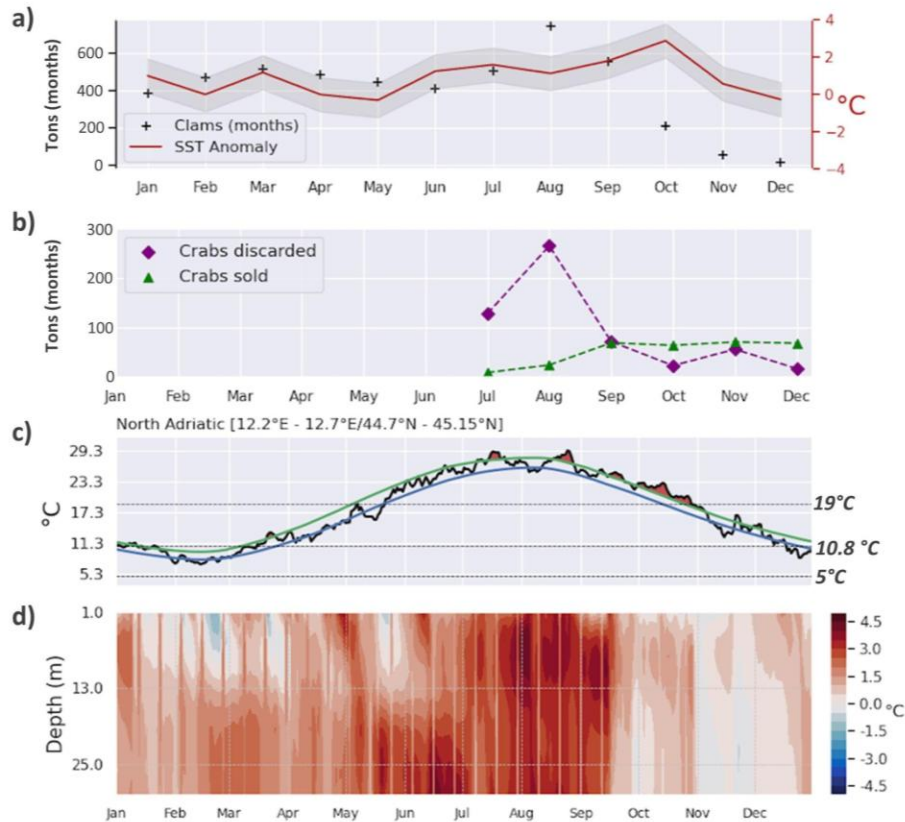 a)
Tons (months)
600
400
200
0
Clams (months)
SST Anomaly
4
2
0
−2
−4
°C
Jan Feb Mar Apr May Jun Jul Aug Sep Oct Nov Dec
b)
Tons (months)
300
200
100
0
Crabs discarded
Crabs sold
Jan Feb Mar Apr May Jun Jul Aug Sep Oct Nov Dec
c)
North Adriatic [12.2°E - 12.7°E/44.7°N - 45.15°N]
°C
29.3
23.3
17.3
11.3
5.3
19°C
10.8 °C
5°C
d)
Depth (m)
1.0
13.0
25.0
4.5
3.0
1.5
0.0
-1.5
-3.0
-4.5
°C
Jan Feb Mar Apr May Jun Jul Aug Sep Oct Nov Dec